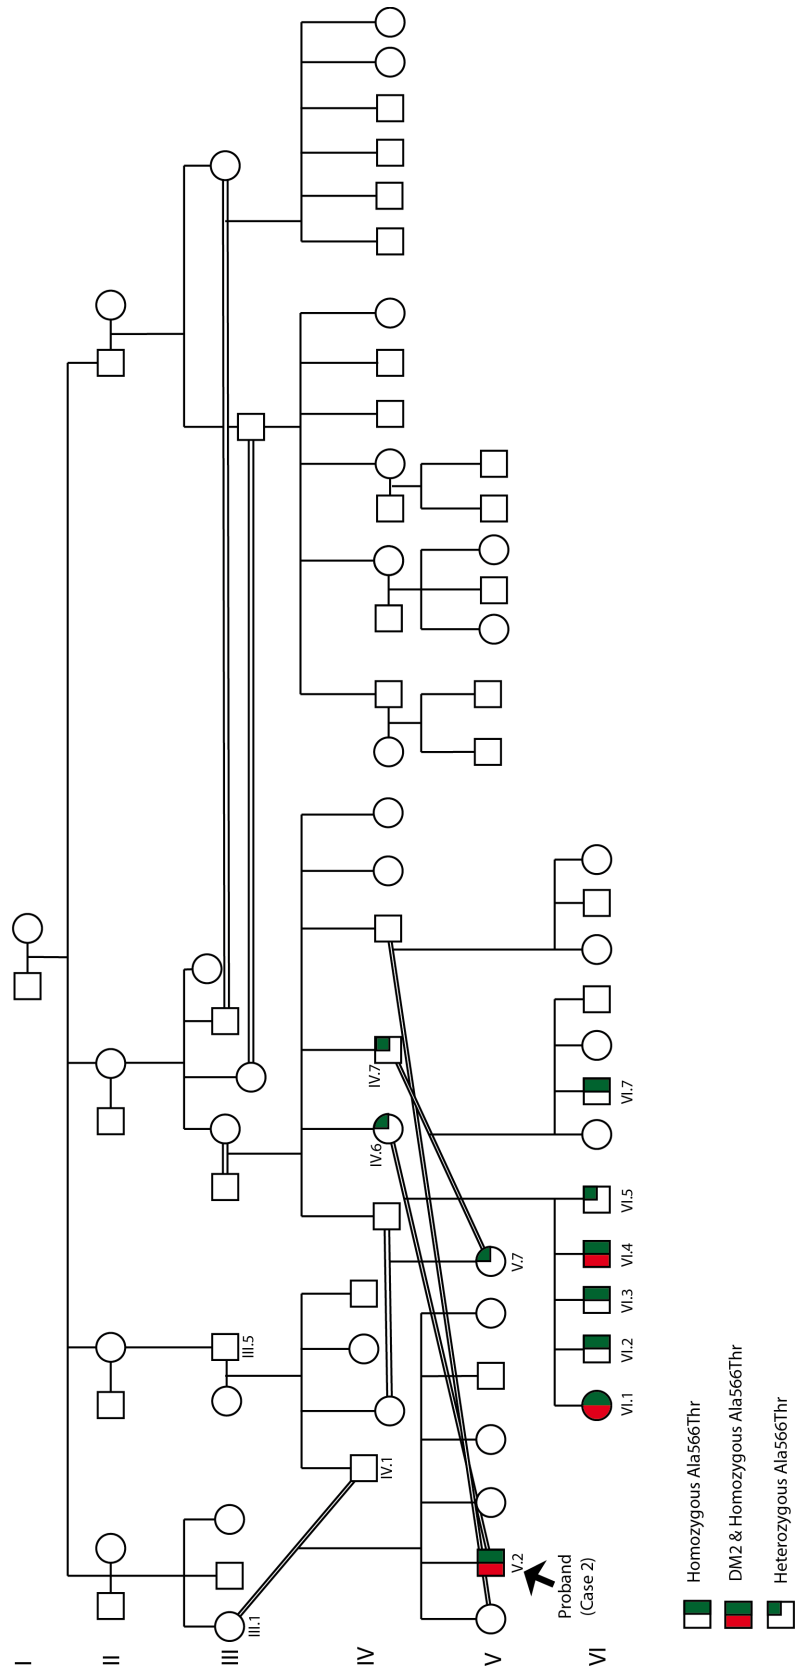 I
II
III
IV
V
VI
III.1
III.5
IV.1
IV.6
IV.7
V.2
V.7
Proband
(Case 2)
VI.1
VI.2
VI.3
VI.4
VI.5
VI.7
Homozygous Ala566Thr
DM2 & Homozygous Ala566Thr
Heterozygous Ala566Thr